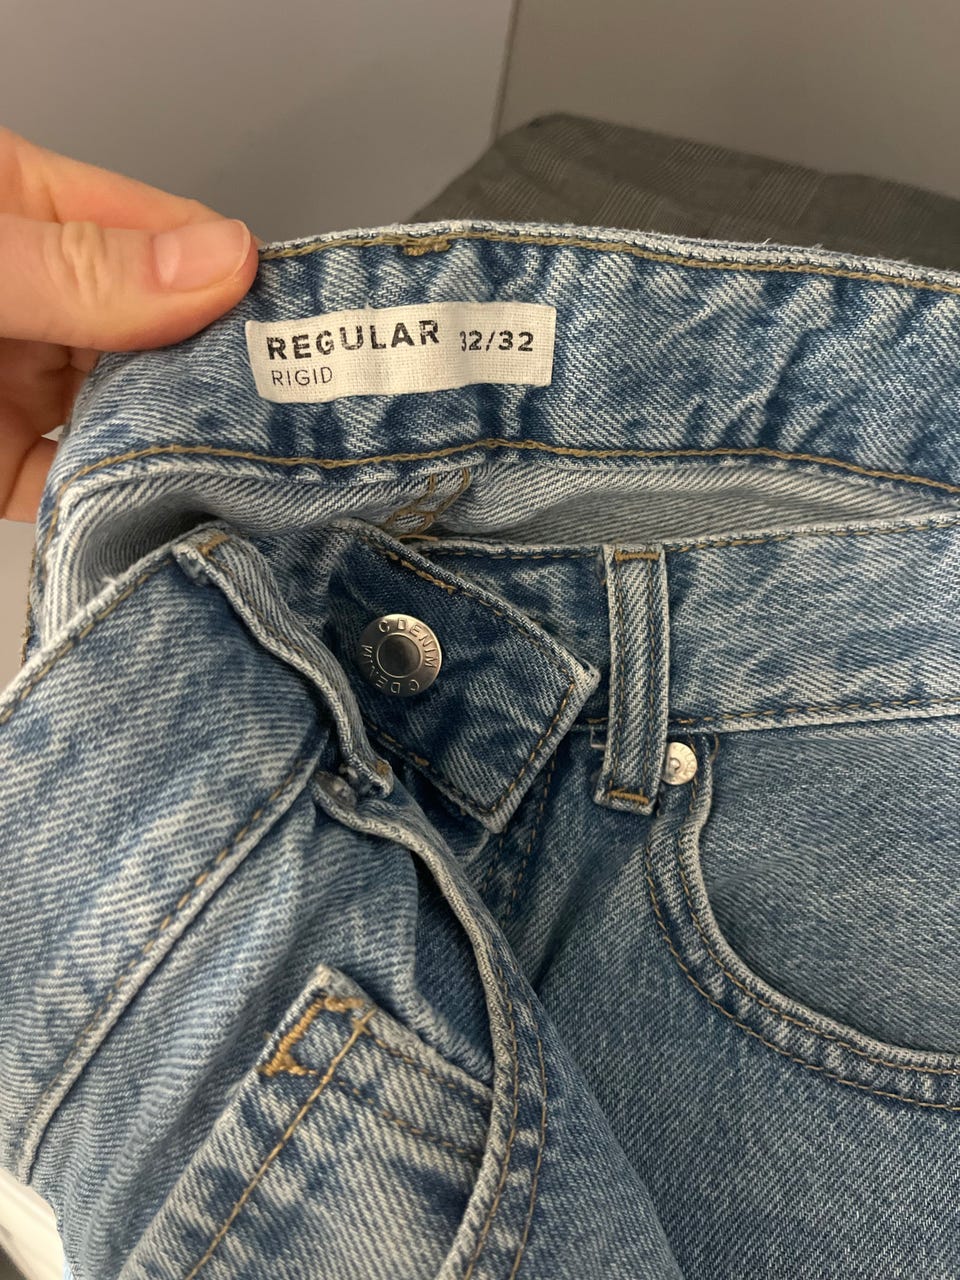 REGULAR 32/32
RIGID
C DENIM C DENIM
C